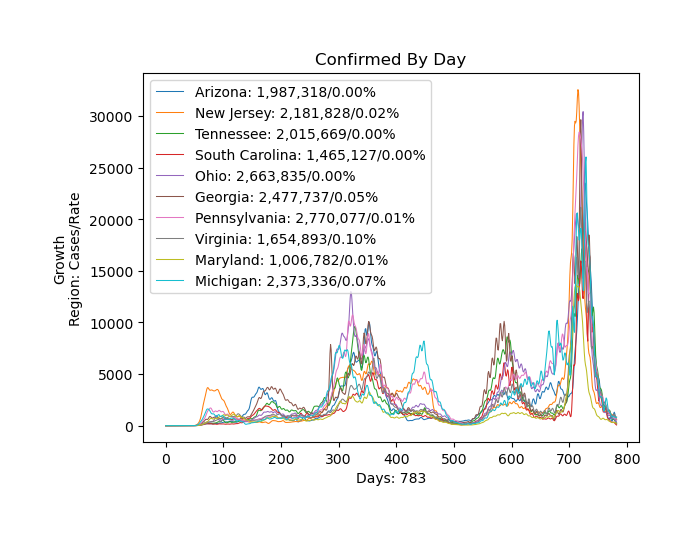 Confirmed By Day
Growth
Region: Cases/Rate
30000
25000
20000
15000
10000
5000
0
Arizona: 1,987,318/0.00%
New Jersey: 2,181,828/0.02%
Tennessee: 2,015,669/0.00%
South Carolina: 1,465,127/0.00%
Ohio: 2,663,835/0.00%
Georgia: 2,477,737/0.05%
Pennsylvania: 2,770,077/0.01%
Virginia: 1,654,893/0.10%
Maryland: 1,006,782/0.01%
Michigan: 2,373,336/0.07%
0 100 200 300 400 500 600 700 800
Days: 783